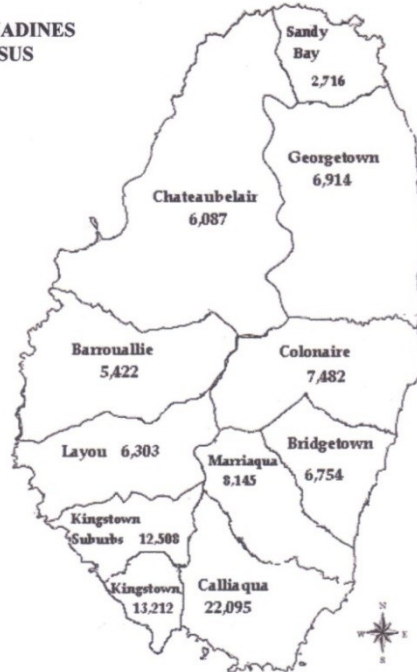 ADINES
SUS
Sandy
Bay
2,716
Georgetown
6,914
Chateaubelair
6,087
Barrouallie
5,422
Colonaire
7,482
Layou 6,303
Marriaqua
8,145
Bridgetown
6,754
Kingstown
Suburbs 12,508
Kingstown
13,212
Calliaqua
22,095
N
W E
S